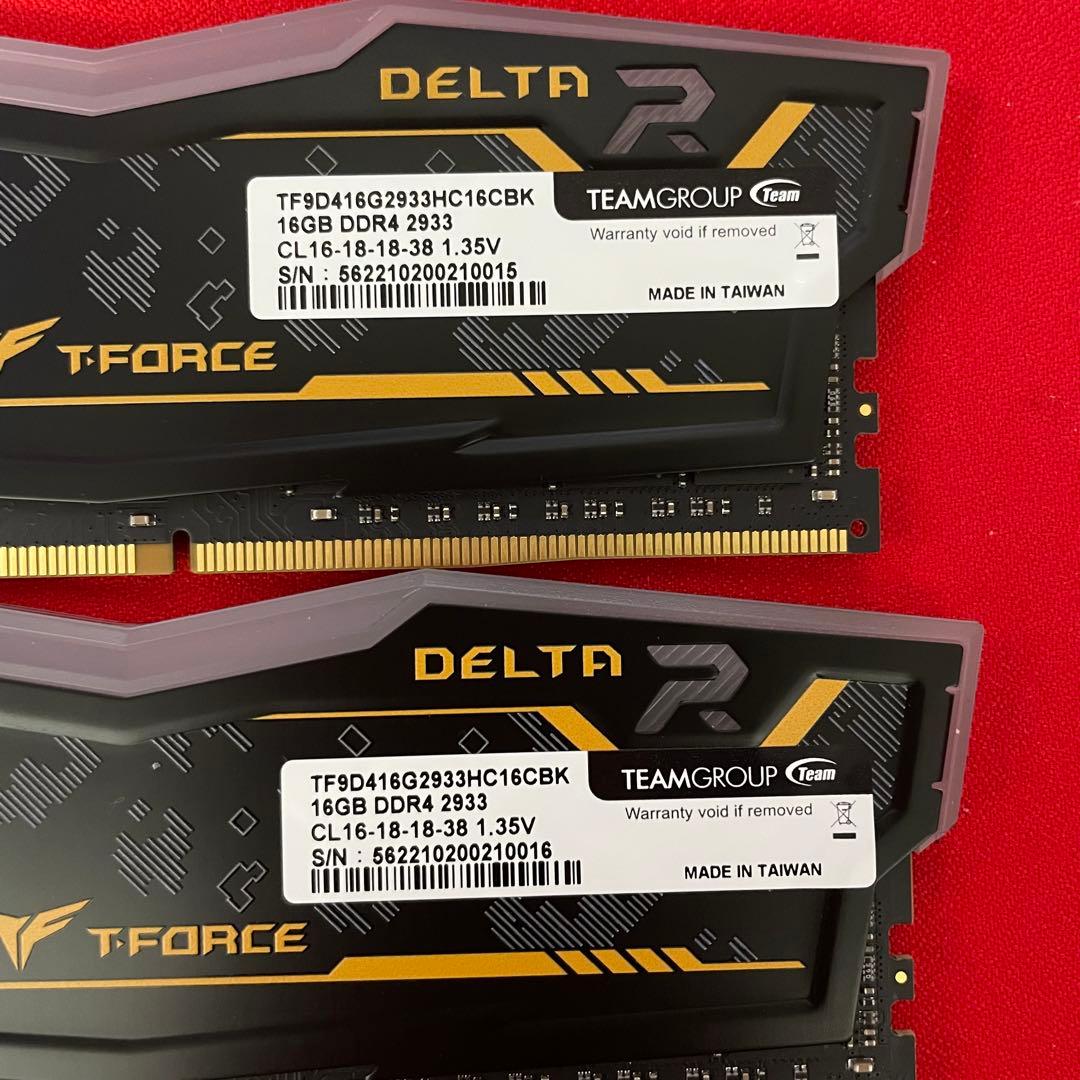 DELTA R
TF9D416G2933HC16CBK
TEAMGROUP Team
16GB DDR4 2933
Warranty void if removed
CL16-18-18-38 1.35V
S/N : 562210200210015
MADE IN TAIWAN
T-FORCE
DELTA R
TF9D416G2933HC16CBK
TEAMGROUP Team
16GB DDR4 2933
Warranty void if removed
CL16-18-18-38 1.35V
S/N : 562210200210016
MADE IN TAIWAN
T-FORCE